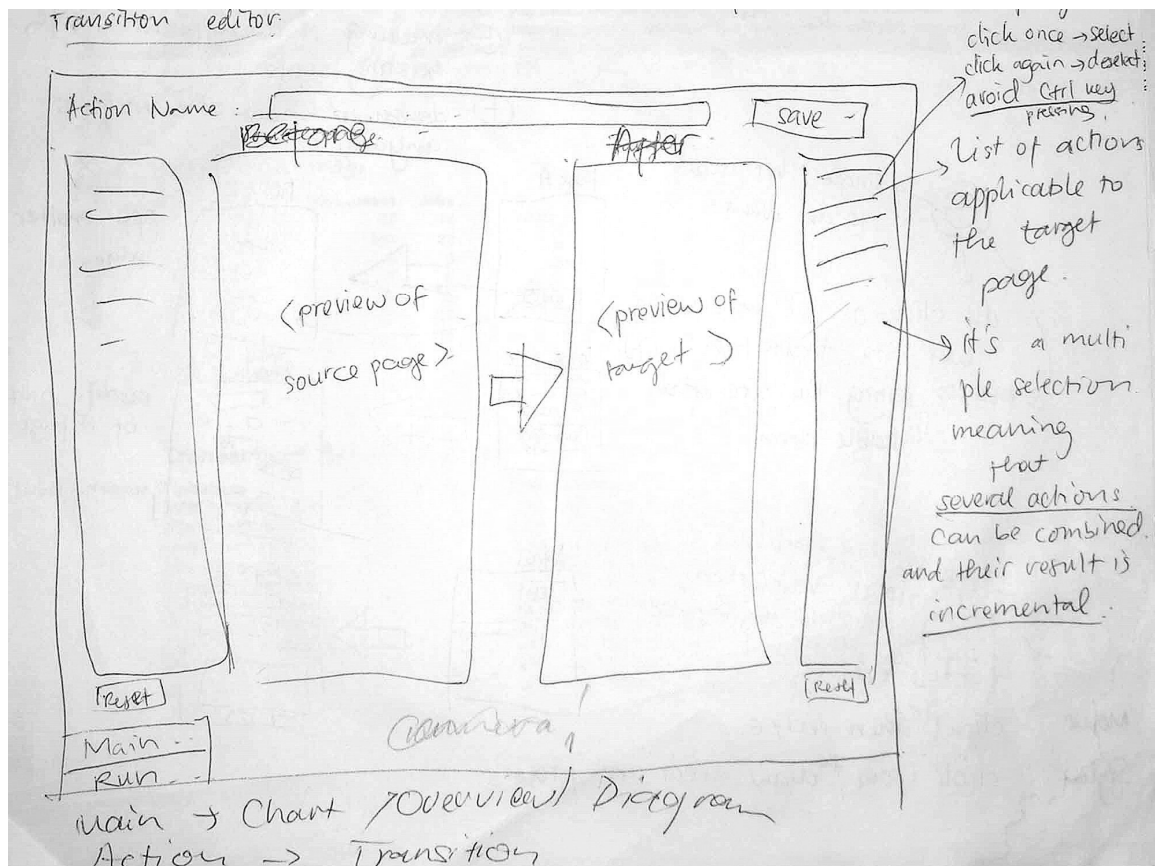 Transition editor
click once → select
click again → deselect
avoid Ctrl key
pressing
Action Name :
save
Before
After
List of actions
applicable to
the target
page.
<preview of
source page>
<preview of
target >
it's a multi
ple selection
meaning
that
several actions
can be combined
and their result is
incremental.
Reset
Reset
Main
Run
Main → Chart / Overview / Diagram
Action → Transition